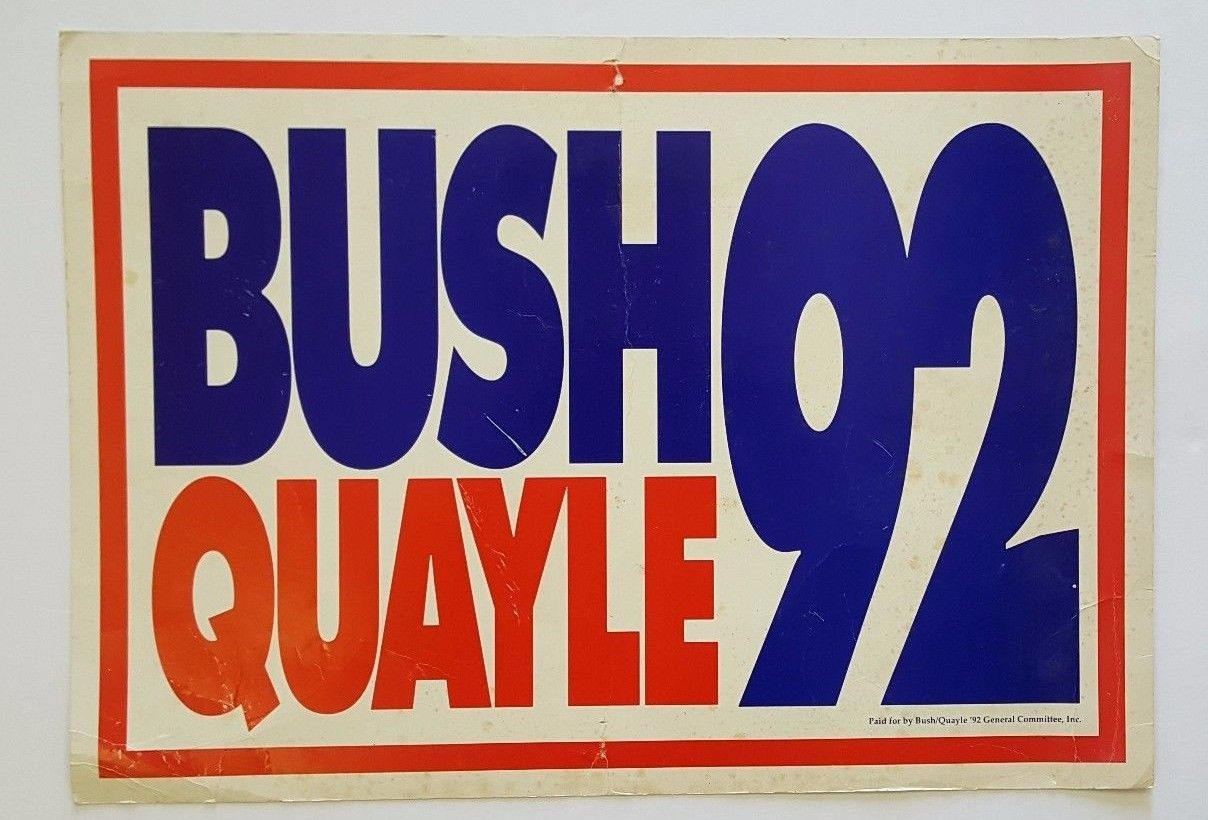 BUSH 92
QUAYLE
Paid for by Bush/Quayle '92 General Committee, Inc.